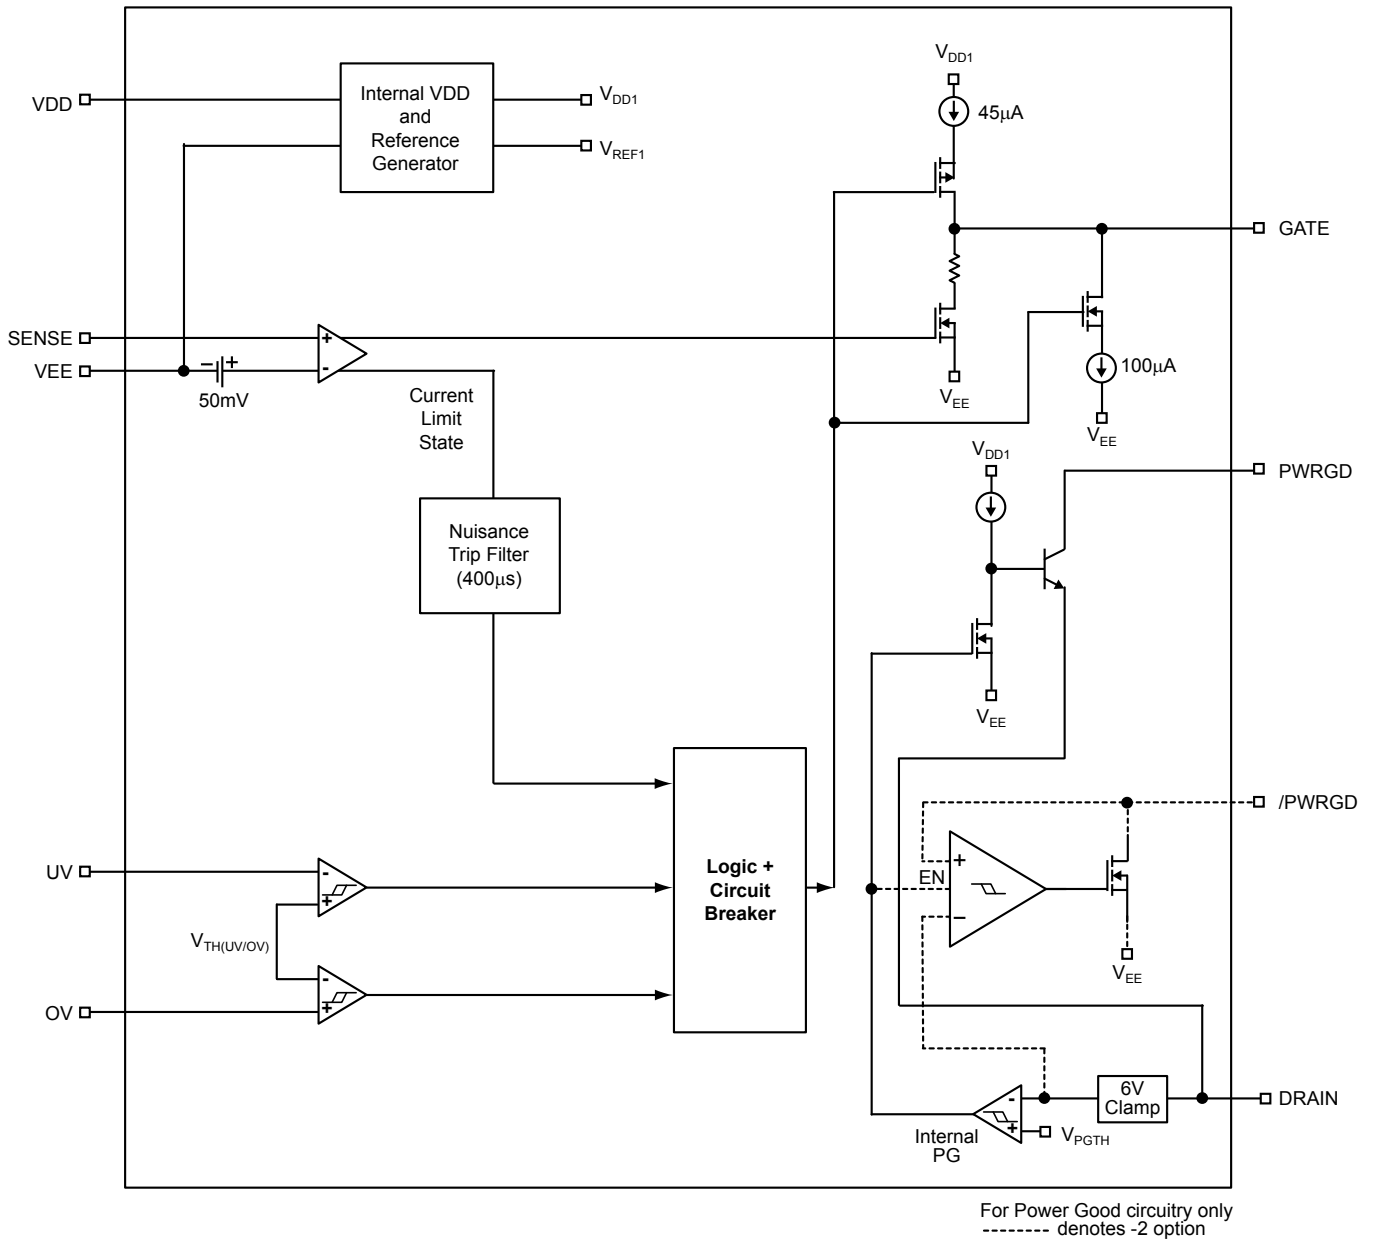 VDD
Internal VDD
and
Reference
Generator
VDD1
VREF1
VDD1
45µA
GATE
SENSE
+
-
VEE
- +
50mV
Current
Limit
State
VEE
100µA
VEE
VDD1
PWRGD
Nuisance
Trip Filter
(400µs)
VEE
/PWRGD
Logic +
Circuit
Breaker
UV
-
+
VTH(UV/OV)
-
+
OV
+
EN
−
VEE
6V
Clamp
DRAIN
-
+
VPGTH
Internal
PG
For Power Good circuitry only
------- denotes -2 option